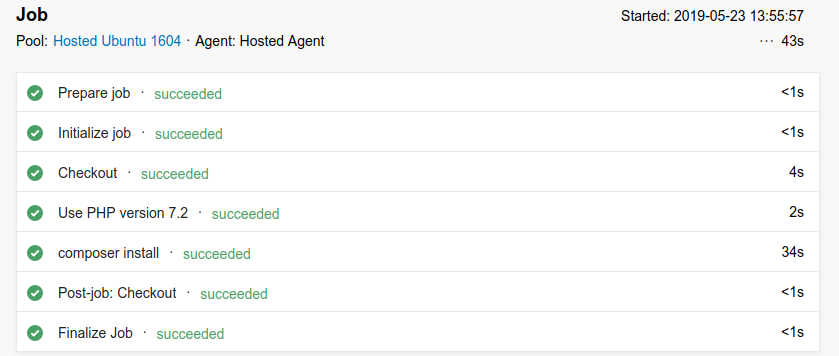 Job Started: 2019-05-23 13:55:57
Pool: Hosted Ubuntu 1604 · Agent: Hosted Agent ··· 43s
Prepare job · succeeded <1s
Initialize job · succeeded <1s
Checkout · succeeded 4s
Use PHP version 7.2 · succeeded 2s
composer install · succeeded 34s
Post-job: Checkout · succeeded <1s
Finalize Job · succeeded <1s